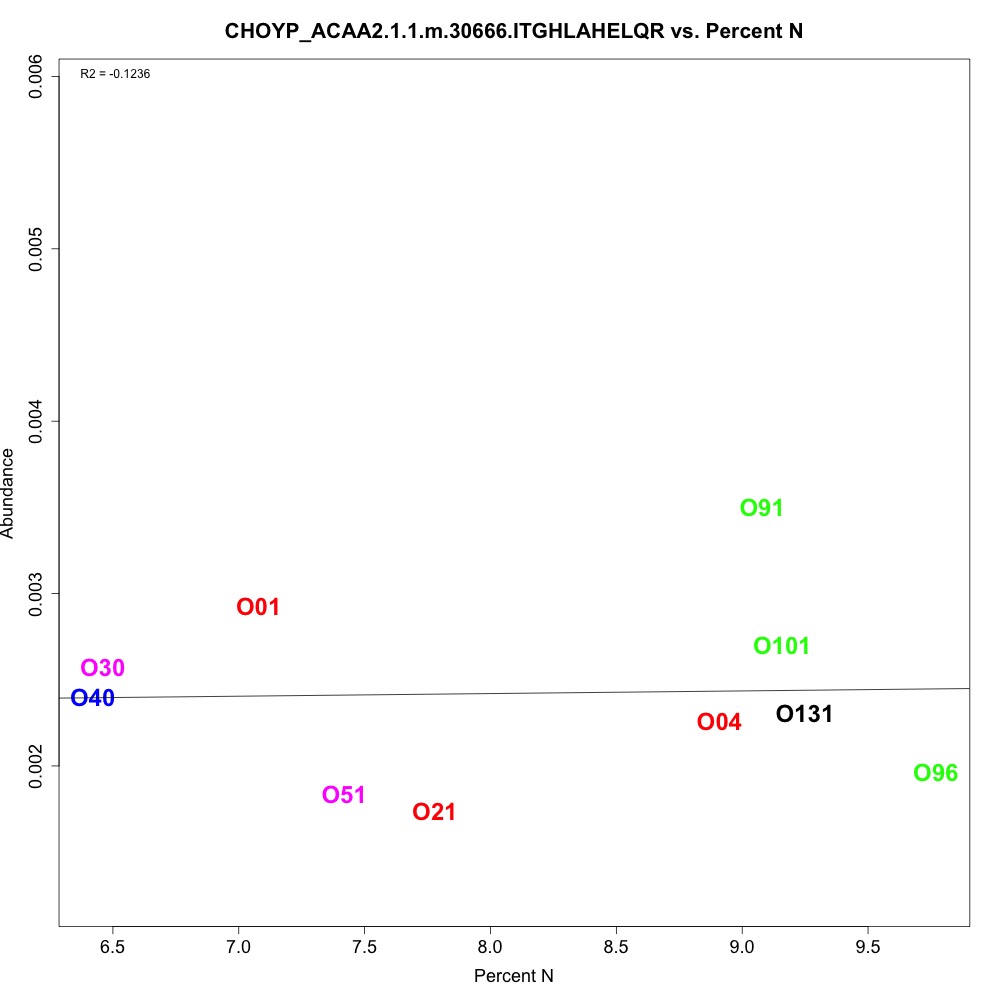 CHOYP_ACAA2.1.1.m.30666.ITGHLAHELQR vs. Percent N
R2 = -0.1236
0.006
0.005
0.004
0.003
0.002
Abundance
O91
O01
O101
O30
O40
O131
O04
O96
O51
O21
6.5 7.0 7.5 8.0 8.5 9.0 9.5
Percent N